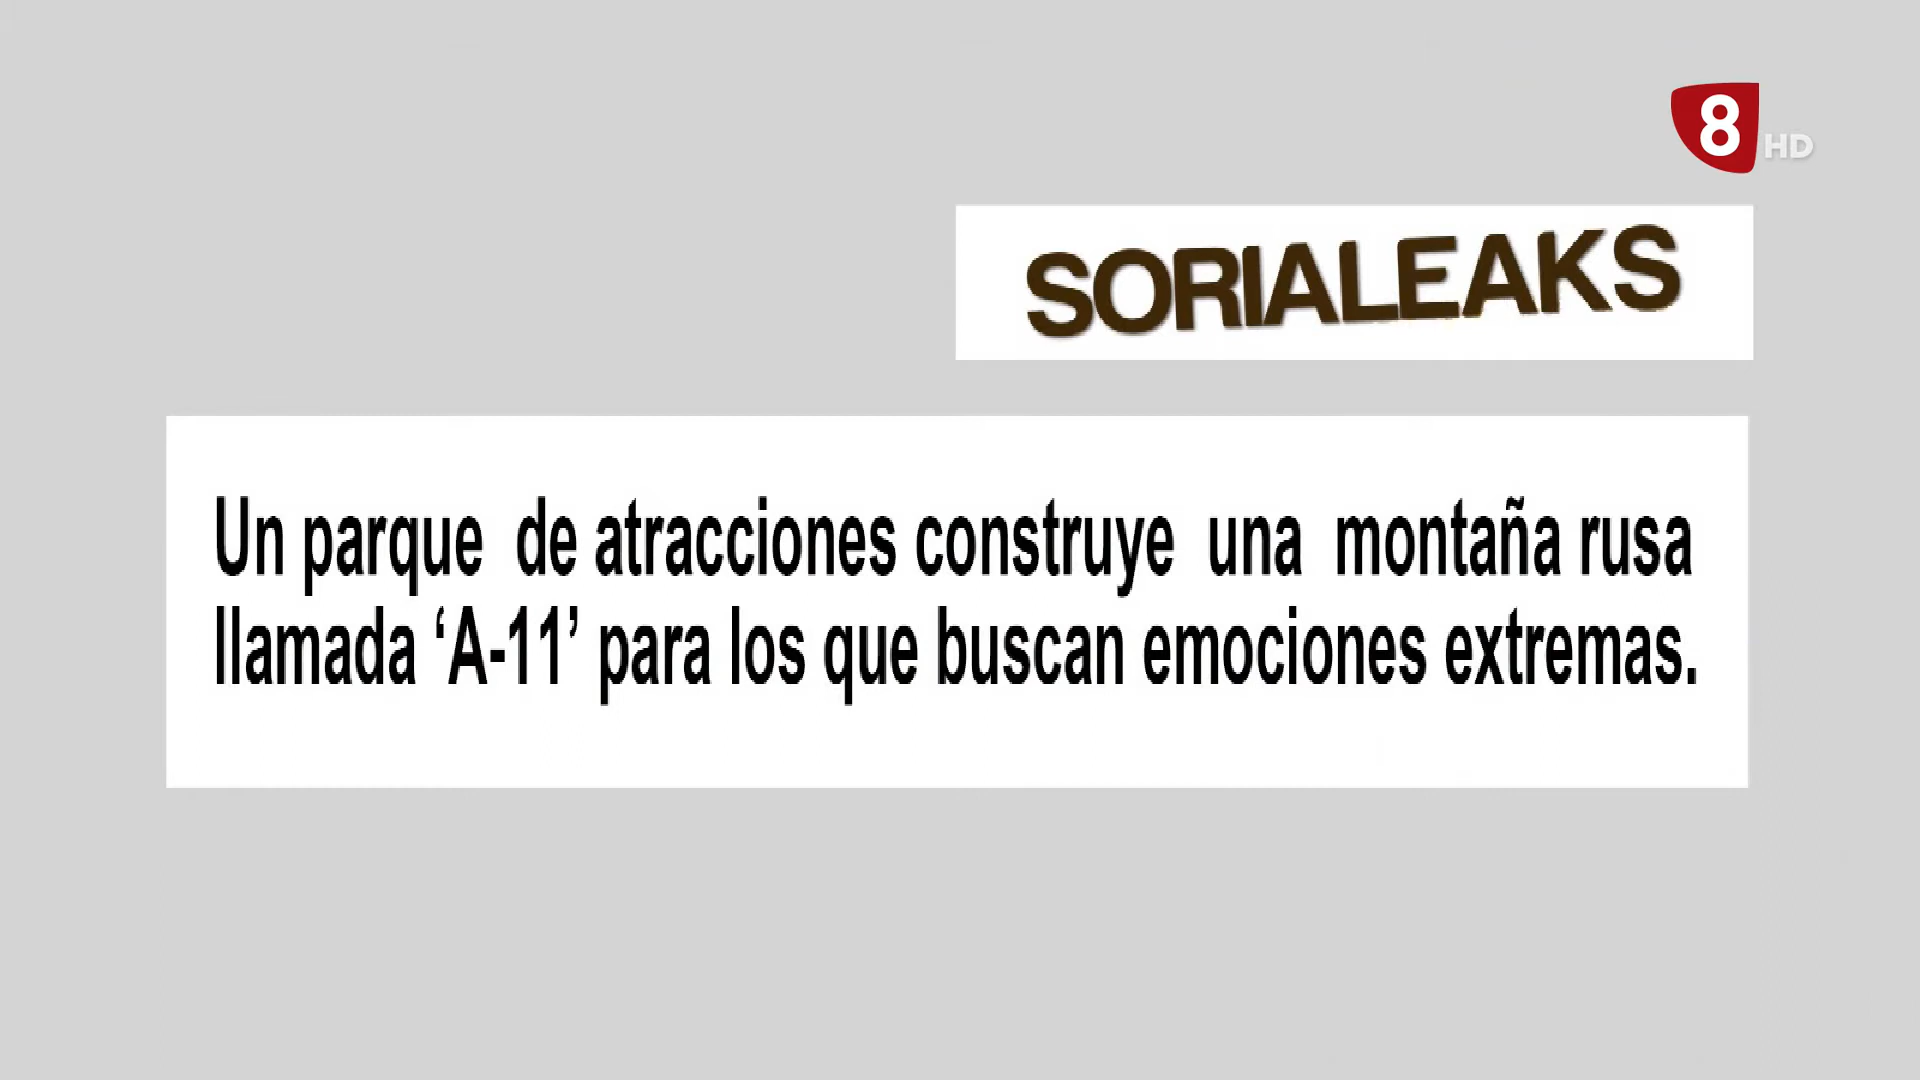 8 HD
SORIALEAKS
Un parque de atracciones construye una montaña rusa
llamada ‘A-11’ para los que buscan emociones extremas.